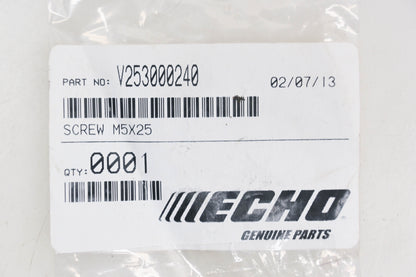 PART NO: V253000240 02/07/13
SCREW M5X25
QTY: 0001
ECHO
GENUINE PARTS